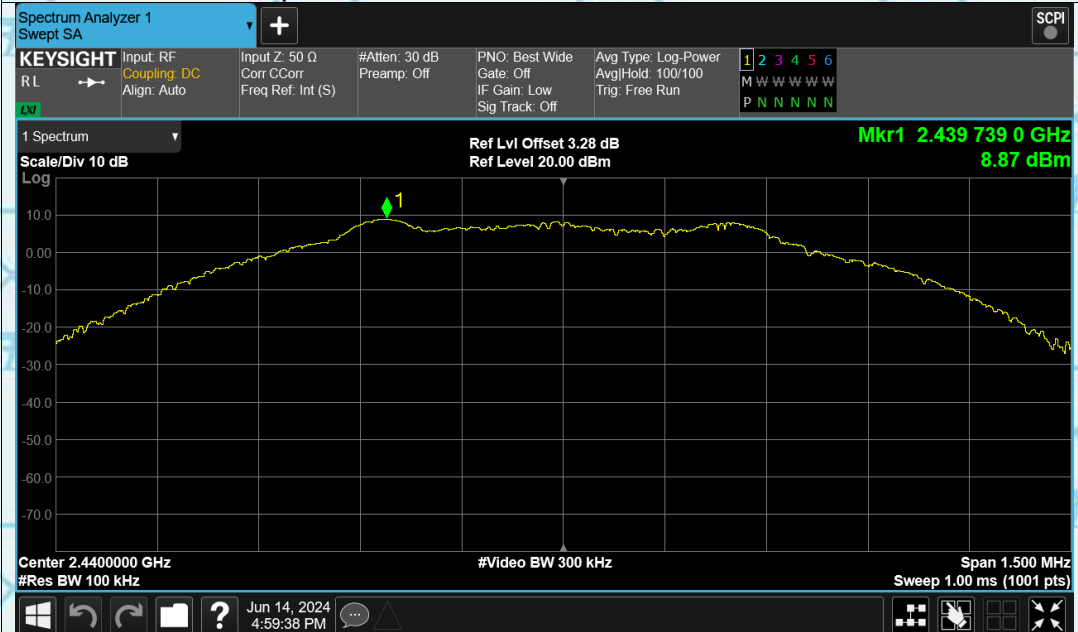 Spectrum Analyzer 1
Swept SA
+
SCPI
KEYSIGHT
RL
LXI
Input: RF
Coupling: DC
Align: Auto
Input Z: 50 Ω
Corr CCorr
Freq Ref: Int (S)
#Atten: 30 dB
Preamp: Off
PNO: Best Wide
Gate: Off
IF Gain: Low
Sig Track: Off
Avg Type: Log-Power
Avg|Hold: 100/100
Trig: Free Run
1 2 3 4 5 6
M W W W W W
P N N N N N
1 Spectrum
Scale/Div 10 dB
Log
Ref Lvl Offset 3.28 dB
Ref Level 20.00 dBm
Mkr1 2.439 739 0 GHz
8.87 dBm
1
10.0
0.00
-10.0
-20.0
-30.0
-40.0
-50.0
-60.0
-70.0
Center 2.4400000 GHz
#Video BW 300 kHz
Span 1.500 MHz
#Res BW 100 kHz
Sweep 1.00 ms (1001 pts)
?
Jun 14, 2024
4:59:38 PM